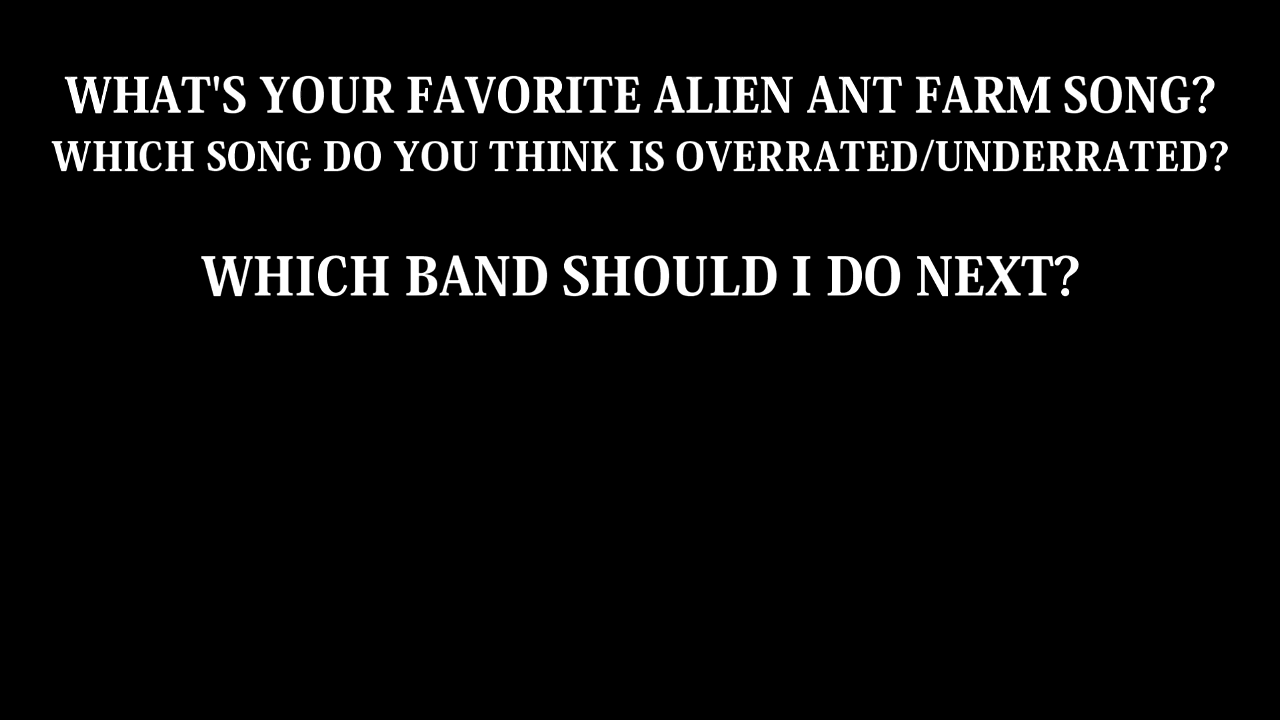 WHAT'S YOUR FAVORITE ALIEN ANT FARM SONG?
WHICH SONG DO YOU THINK IS OVERRATED/UNDERRATED?
WHICH BAND SHOULD I DO NEXT?